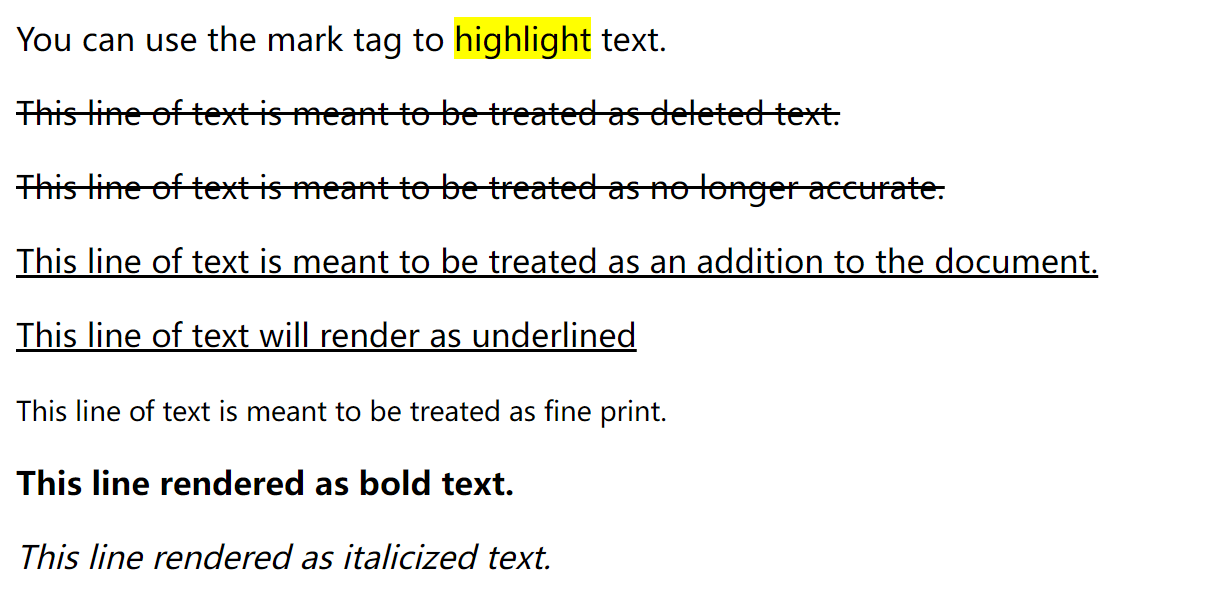 You can use the mark tag to highlight text.
This line of text is meant to be treated as deleted text.
This line of text is meant to be treated as no longer accurate.
This line of text is meant to be treated as an addition to the document.
This line of text will render as underlined
This line of text is meant to be treated as fine print.
This line rendered as bold text.
This line rendered as italicized text.